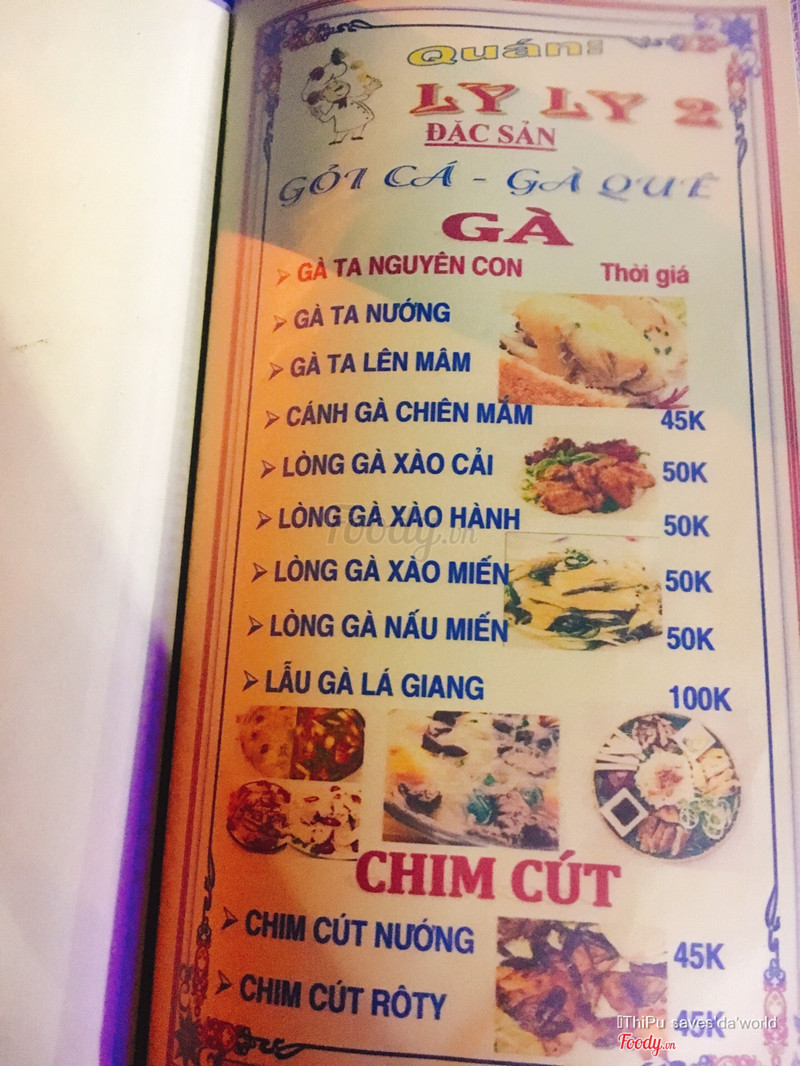 Quán:
LY LY 2
ĐẶC SẢN
GỎI CÁ - GÀ QUÊ
GÀ
➢ GÀ TA NGUYÊN CON Thời giá
➢ GÀ TA NƯỚNG
➢ GÀ TA LÊN MÂM
➢ CÁNH GÀ CHIÊN MẮM 45K
➢ LÒNG GÀ XÀO CẢI 50K
➢ LÒNG GÀ XÀO HÀNH 50K
Foody.vn
➢ LÒNG GÀ XÀO MIẾN 50K
➢ LÒNG GÀ NẤU MIẾN 50K
➢ LẨU GÀ LÁ GIANG 100K
CHIM CÚT
➢ CHIM CÚT NƯỚNG 45K
➢ CHIM CÚT RÔTY 45K
ThiPu saves da'world
Foody.vn